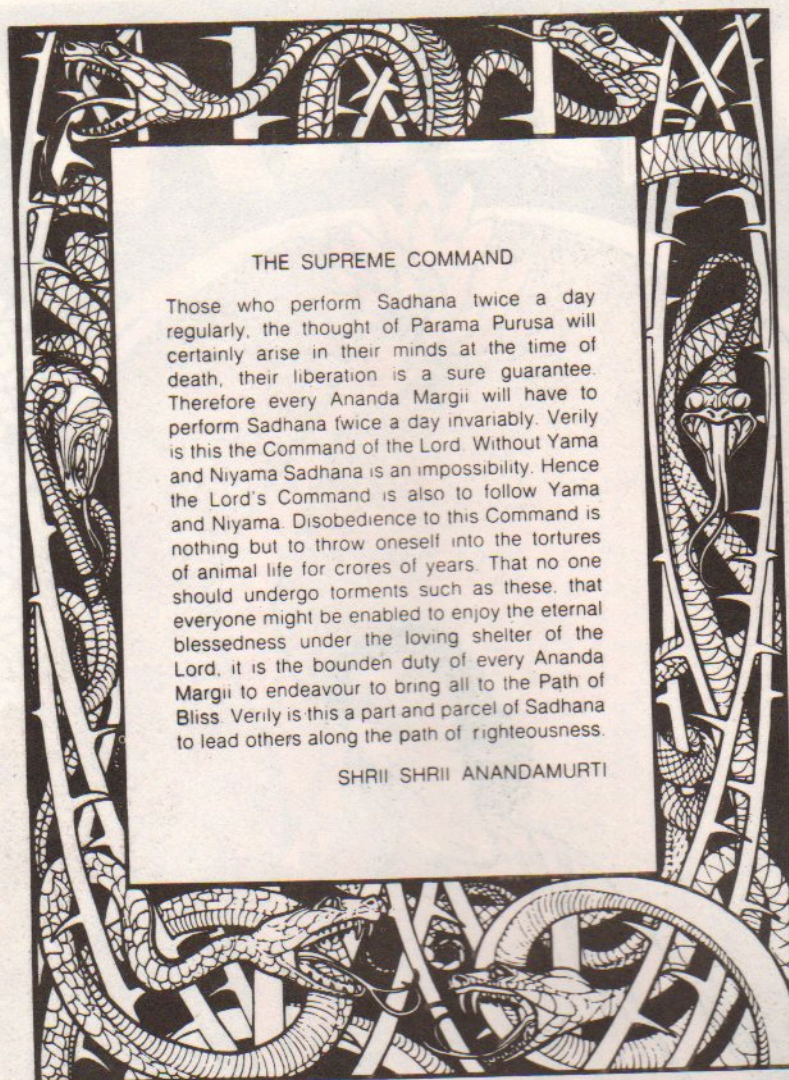 THE SUPREME COMMAND
Those who perform Sadhana twice a day
regularly, the thought of Parama Purusa will
certainly arise in their minds at the time of
death, their liberation is a sure guarantee.
Therefore every Ananda Margii will have to
perform Sadhana twice a day invariably. Verily
is this the Command of the Lord. Without Yama
and Niyama Sadhana is an impossibility. Hence
the Lord's Command is also to follow Yama
and Niyama. Disobedience to this Command is
nothing but to throw oneself into the tortures
of animal life for crores of years. That no one
should undergo torments such as these, that
everyone might be enabled to enjoy the eternal
blessedness under the loving shelter of the
Lord, it is the bounden duty of every Ananda
Margii to endeavour to bring all to the Path of
Bliss. Verily is this a part and parcel of Sadhana
to lead others along the path of righteousness.
SHRII SHRII ANANDAMURTI